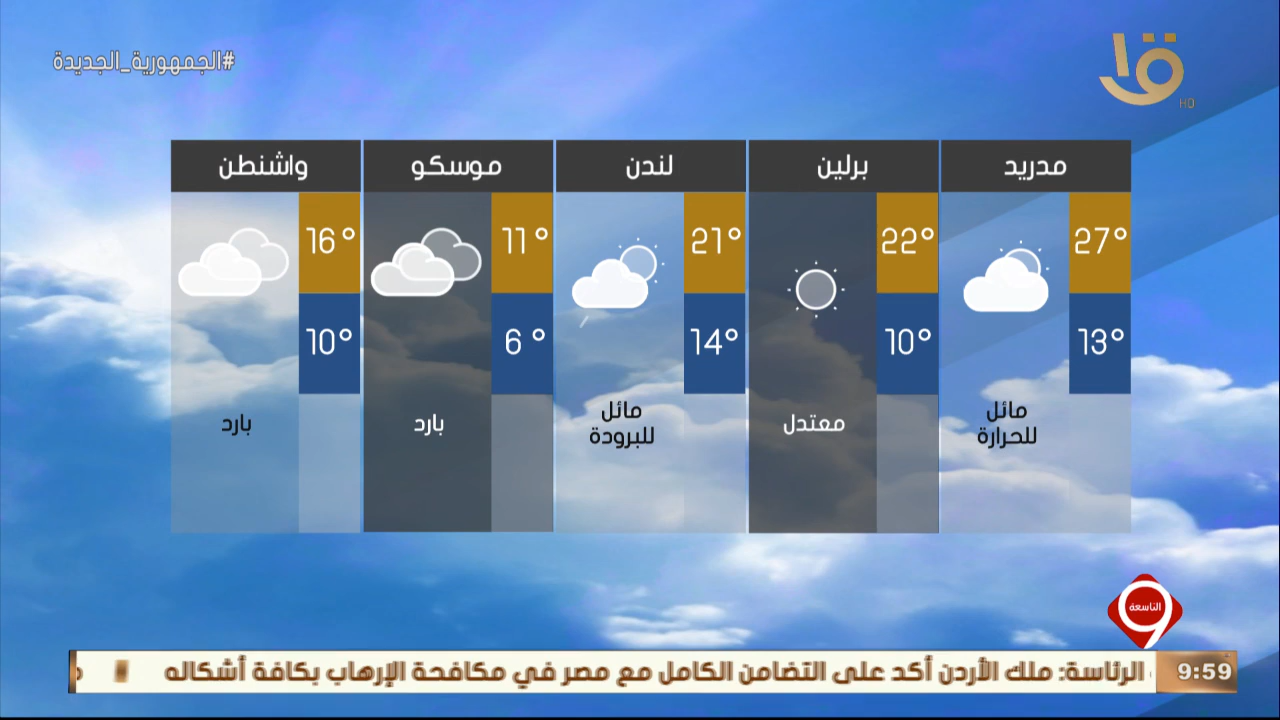 #الجمهورية_الجديدة
HD
مدريد
27°
13°
مائل
للحرارة
برلين
22°
10°
معتدل
لندن
21°
14°
مائل
للبرودة
موسكو
11°
6°
بارد
واشنطن
16°
10°
بارد
التاسعة
9
9:59
الرئاسة: ملك الأردن أكد على التضامن الكامل مع مصر في مكافحة الإرهاب بكافة أشكاله